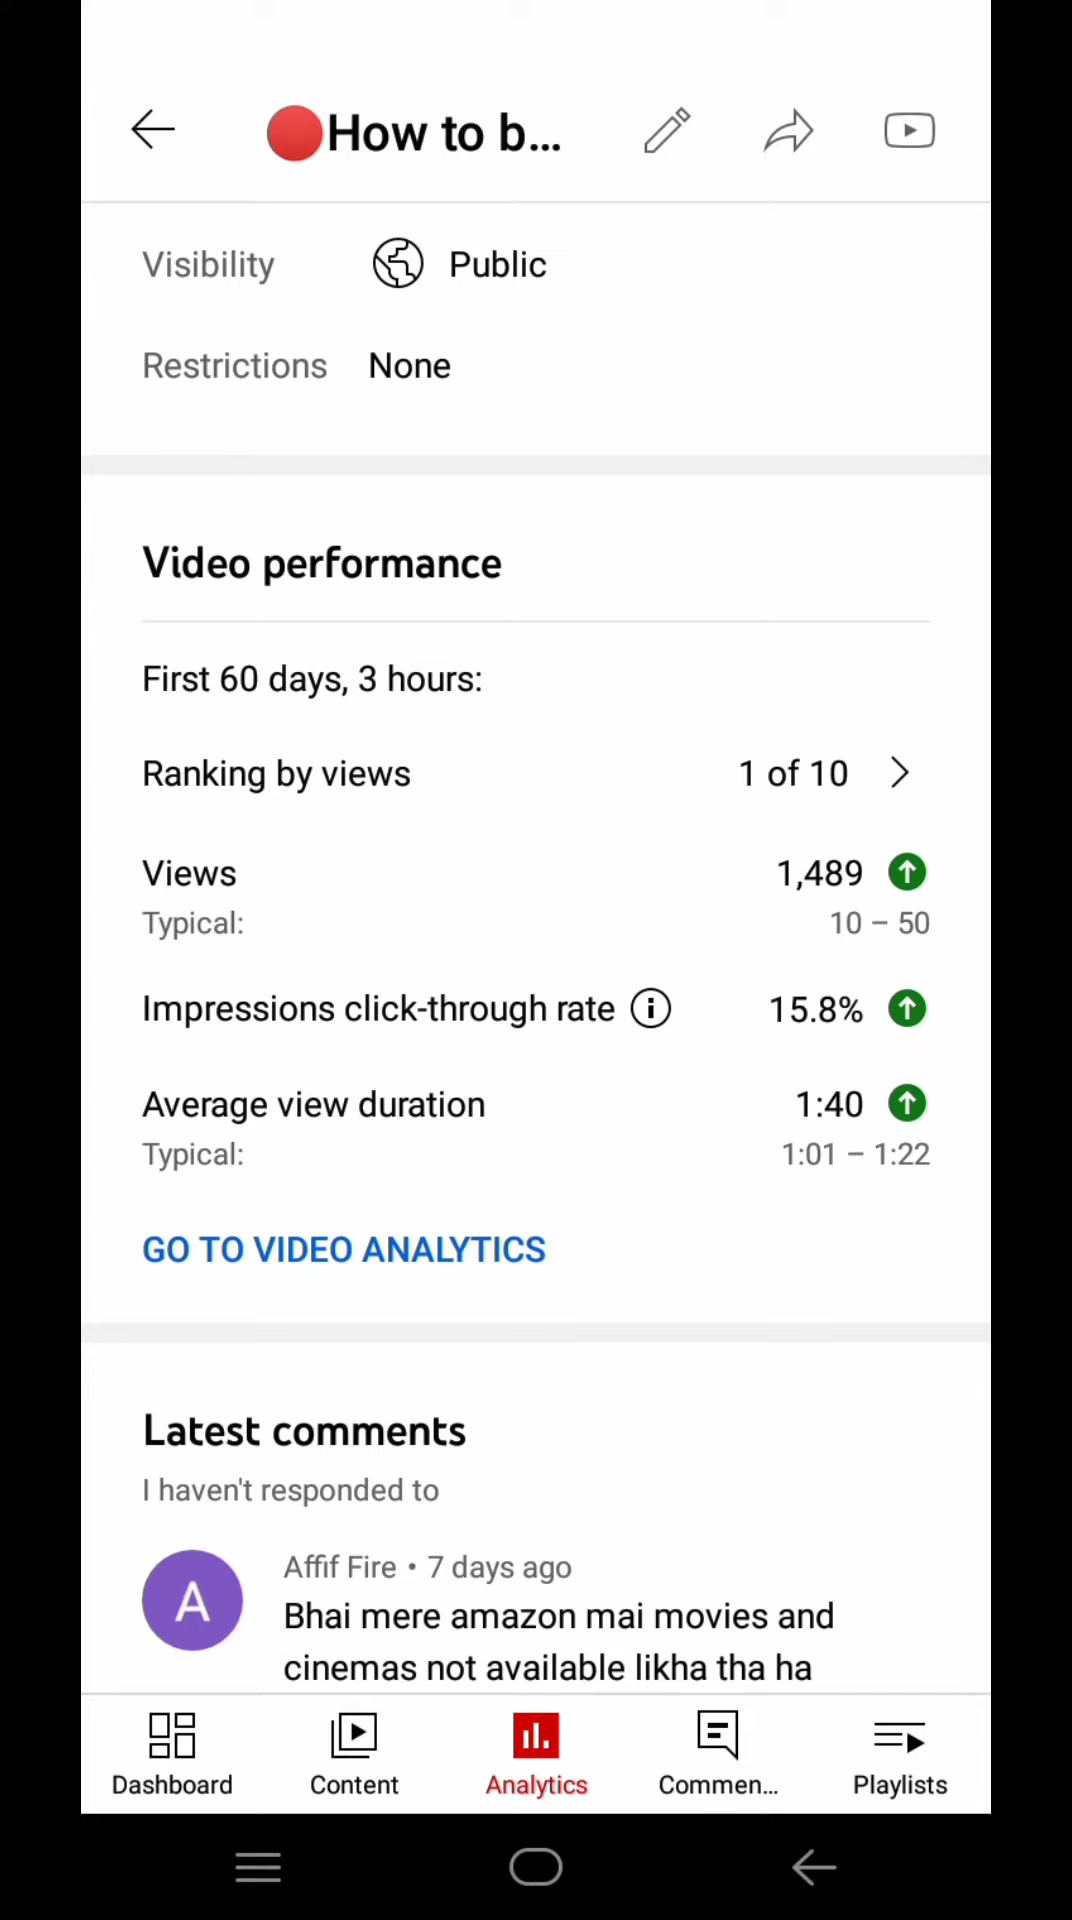 🔴How to b...
Visibility Public
Restrictions None
Video performance
First 60 days, 3 hours:
Ranking by views 1 of 10
Views 1,489
Typical: 10 – 50
Impressions click-through rate 15.8%
Average view duration 1:40
Typical: 1:01 – 1:22
GO TO VIDEO ANALYTICS
Latest comments
I haven't responded to
A
Affif Fire • 7 days ago
Bhai mere amazon mai movies and
cinemas not available likha tha ha
Dashboard Content Analytics Commen... Playlists